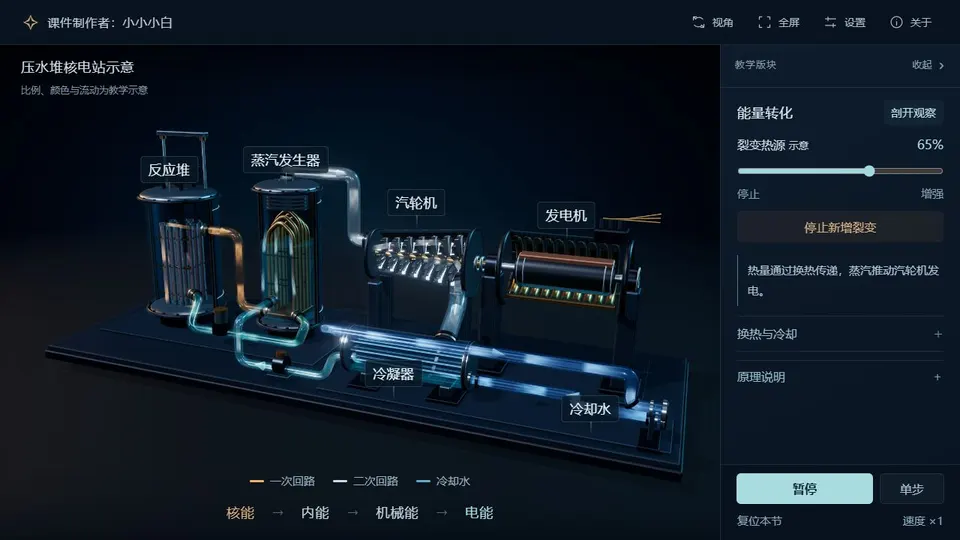 课件制作者：小小小白
视角
全屏
设置
关于
压水堆核电站示意
比例、颜色与流动为教学示意
反应堆
蒸汽发生器
汽轮机
发电机
冷凝器
冷却水
一次回路
二次回路
冷却水
核能 → 内能 → 机械能 → 电能
教学版块
收起 ›
能量转化
剖开观察
裂变热源 示意
65%
停止
增强
停止新增裂变
热量通过换热传递，蒸汽推动汽轮机发
电。
换热与冷却 +
原理说明 +
暂停
单步
复位本节
速度 ×1